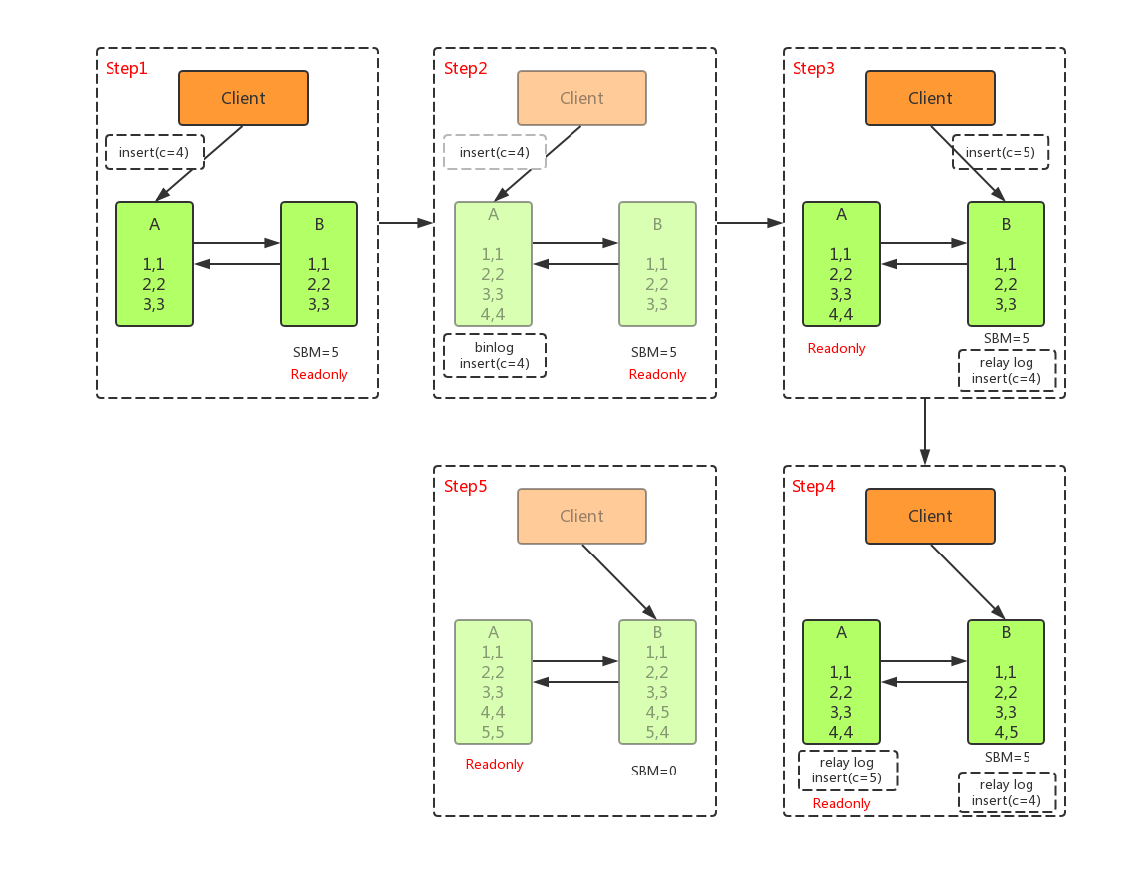 Step1
Client
insert(c=4)
A
1,1
2,2
3,3
B
1,1
2,2
3,3
SBM=5
Readonly
Step2
Client
insert(c=4)
A
1,1
2,2
3,3
4,4
binlog
insert(c=4)
B
1,1
2,2
3,3
SBM=5
Readonly
Step3
Client
insert(c=5)
A
1,1
2,2
3,3
4,4
Readonly
B
1,1
2,2
3,3
SBM=5
relay log
insert(c=4)
Step4
Client
A
1,1
2,2
3,3
4,4
relay log
insert(c=5)
Readonly
B
1,1
2,2
3,3
4,5
SBM=5
relay log
insert(c=4)
Step5
Client
A
1,1
2,2
3,3
4,4
5,5
Readonly
B
1,1
2,2
3,3
4,5
5,4
SBM=0